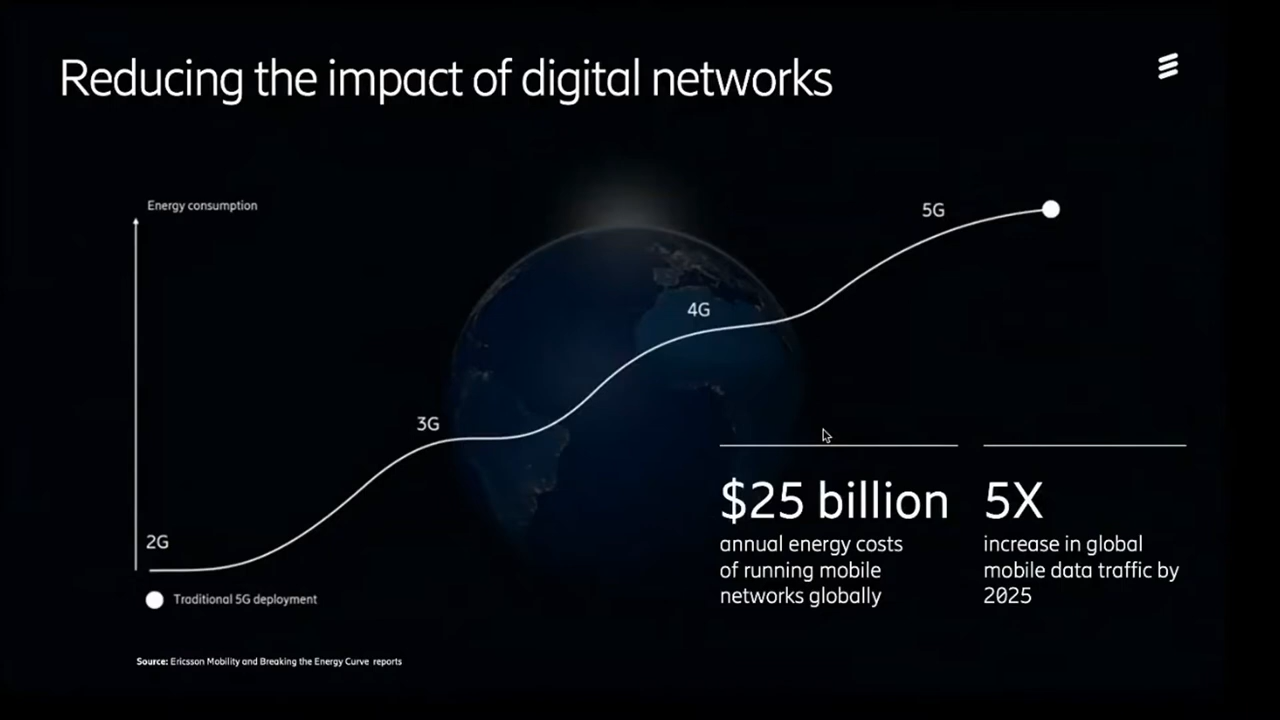 Reducing the impact of digital networks
Energy consumption
5G
4G
3G
2G
$25 billion
annual energy costs
of running mobile
networks globally
5X
increase in global
mobile data traffic by
2025
Traditional 5G deployment
Source: Ericsson Mobility and Breaking the Energy Curve reports